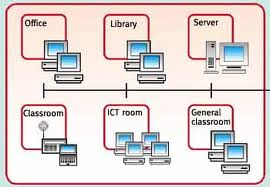 Office
Library
Server
Classroom
ICT room
General
classroom